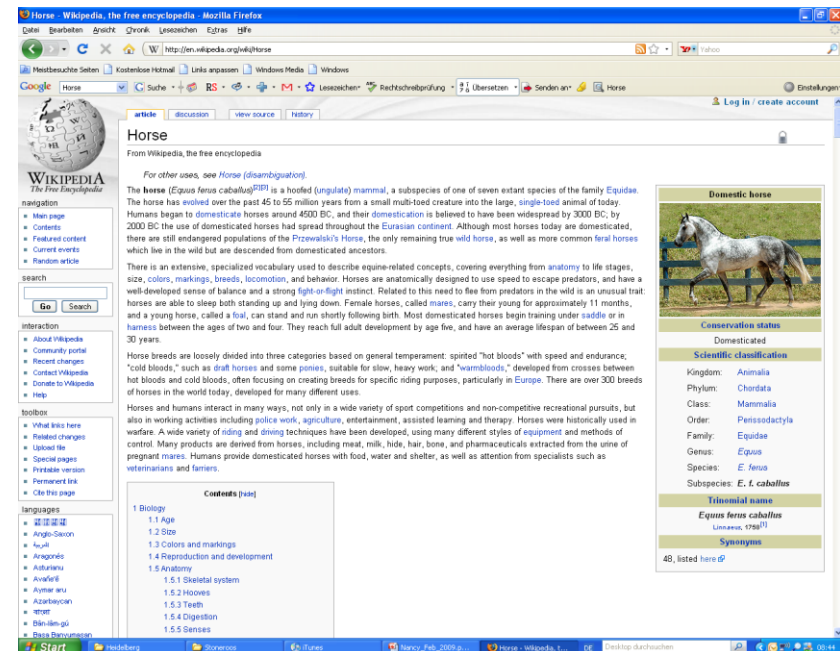 Horse - Wikipedia, the free encyclopedia - Mozilla Firefox
Datei Bearbeiten Ansicht Chronik Lesezeichen Extras Hilfe
W http://en.wikipedia.org/wiki/Horse
Yahoo
Meistbesuchte Seiten Kostenlose Hotmail Links anpassen Windows Media Windows
Google Horse G Suche RS M Lesezeichen Rechtschreibprüfung Übersetzen Senden an Horse Einstellungen
Log in / create account
article discussion view source history
Horse
From Wikipedia, the free encyclopedia
WIKIPEDIA
The Free Encyclopedia
For other uses, see Horse (disambiguation).
The horse (Equus ferus caballus)[2][3] is a hoofed (ungulate) mammal, a subspecies of one of seven extant species of the family Equidae.
The horse has evolved over the past 45 to 55 million years from a small multi-toed creature into the large, single-toed animal of today.
Humans began to domesticate horses around 4500 BC, and their domestication is believed to have been widespread by 3000 BC; by
2000 BC the use of domesticated horses had spread throughout the Eurasian continent. Although most horses today are domesticated,
there are still endangered populations of the Przewalski's Horse, the only remaining true wild horse, as well as more common feral horses
which live in the wild but are descended from domesticated ancestors.
There is an extensive, specialized vocabulary used to describe equine-related concepts, covering everything from anatomy to life stages,
size, colors, markings, breeds, locomotion, and behavior. Horses are anatomically designed to use speed to escape predators, and have a
well-developed sense of balance and a strong fight-or-flight instinct. Related to this need to flee from predators in the wild is an unusual trait:
horses are able to sleep both standing up and lying down. Female horses, called mares, carry their young for approximately 11 months,
and a young horse, called a foal, can stand and run shortly following birth. Most domesticated horses begin training under saddle or in
harness between the ages of two and four. They reach full adult development by age five, and have an average lifespan of between 25 and
30 years.
Horse breeds are loosely divided into three categories based on general temperament: spirited "hot bloods" with speed and endurance;
"cold bloods," such as draft horses and some ponies, suitable for slow, heavy work; and "warmbloods," developed from crosses between
hot bloods and cold bloods, often focusing on creating breeds for specific riding purposes, particularly in Europe. There are over 300 breeds
of horses in the world today, developed for many different uses.
Horses and humans interact in many ways, not only in a wide variety of sport competitions and non-competitive recreational pursuits, but
also in working activities including police work, agriculture, entertainment, assisted learning and therapy. Horses were historically used in
warfare. A wide variety of riding and driving techniques have been developed, using many different styles of equipment and methods of
control. Many products are derived from horses, including meat, milk, hide, hair, bone, and pharmaceuticals extracted from the urine of
pregnant mares. Humans provide domesticated horses with food, water and shelter, as well as attention from specialists such as
veterinarians and farriers.
Contents [hide]
1 Biology
1.1 Age
1.2 Size
1.3 Colors and markings
1.4 Reproduction and development
1.5 Anatomy
1.5.1 Skeletal system
1.5.2 Hooves
1.5.3 Teeth
1.5.4 Digestion
1.5.5 Senses
Domestic horse
Conservation status
Domesticated
Scientific classification
Kingdom: Animalia
Phylum: Chordata
Class: Mammalia
Order: Perissodactyla
Family: Equidae
Genus: Equus
Species: E. ferus
Subspecies: E. f. caballus
Trinomial name
Equus ferus caballus
Linnaeus, 1758[1]
Synonyms
48, listed here
navigation
Main page
Contents
Featured content
Current events
Random article
search
Go Search
interaction
About Wikipedia
Community portal
Recent changes
Contact Wikipedia
Donate to Wikipedia
Help
toolbox
What links here
Related changes
Upload file
Special pages
Printable version
Permanent link
Cite this page
languages
Anglo-Saxon
العربية
Aragonés
Asturianu
Avañe'ẽ
Aymar aru
Azərbaycan
বাংলা
Bân-lâm-gú
Basa Banyumasan
Start Heidelberg Stoneroos iTunes Nancy_Feb_2009.p... Horse - Wikipedia, t... DE Desktop durchsuchen 08:44